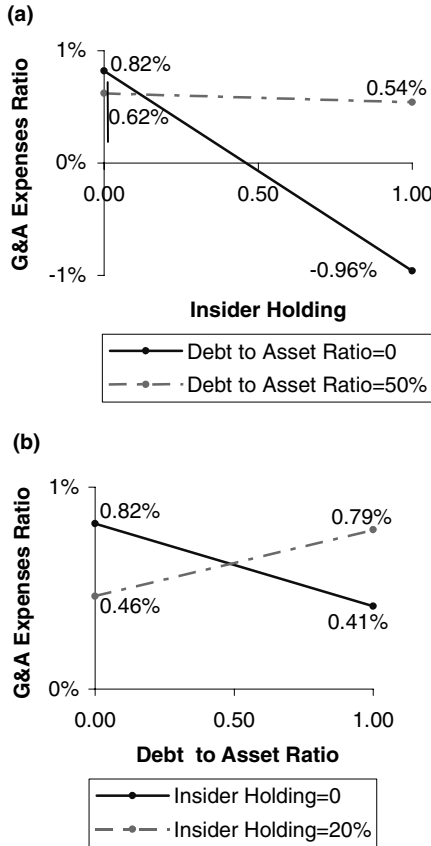 (a)
G&A Expenses Ratio
1%
0%
-1%
0.82%
0.62%
0.54%
-0.96%
0.00
0.50
1.00
Insider Holding
Debt to Asset Ratio=0
Debt to Asset Ratio=50%
(b)
G&A Expenses Ratio
1%
0%
0.82%
0.46%
0.79%
0.41%
0.00
0.50
1.00
Debt to Asset Ratio
Insider Holding=0
Insider Holding=20%